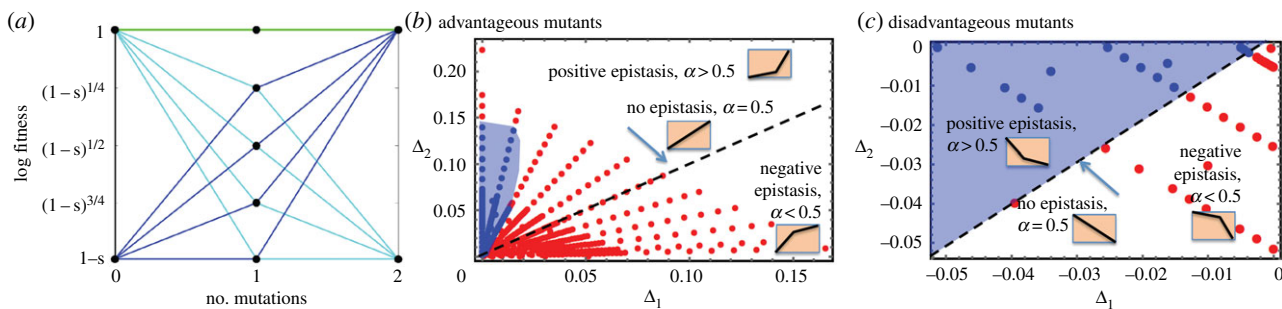 (a)
1
(1–s)1/4
(1–s)1/2
(1–s)3/4
1–s
log fitness
0
1
2
no. mutations
(b) advantageous mutants
0.20
0.15
0.10
0.05
Δ2
positive epistasis, α > 0.5
no epistasis, α = 0.5
negative
epistasis,
α < 0.5
0
0.05
0.10
0.15
Δ1
(c) disadvantageous mutants
0
–0.01
–0.02
–0.03
–0.04
–0.05
Δ2
positive epistasis,
α > 0.5
negative
epistasis,
α < 0.5
no epistasis,
α = 0.5
–0.05
–0.04
–0.03
–0.02
–0.01
0
Δ1